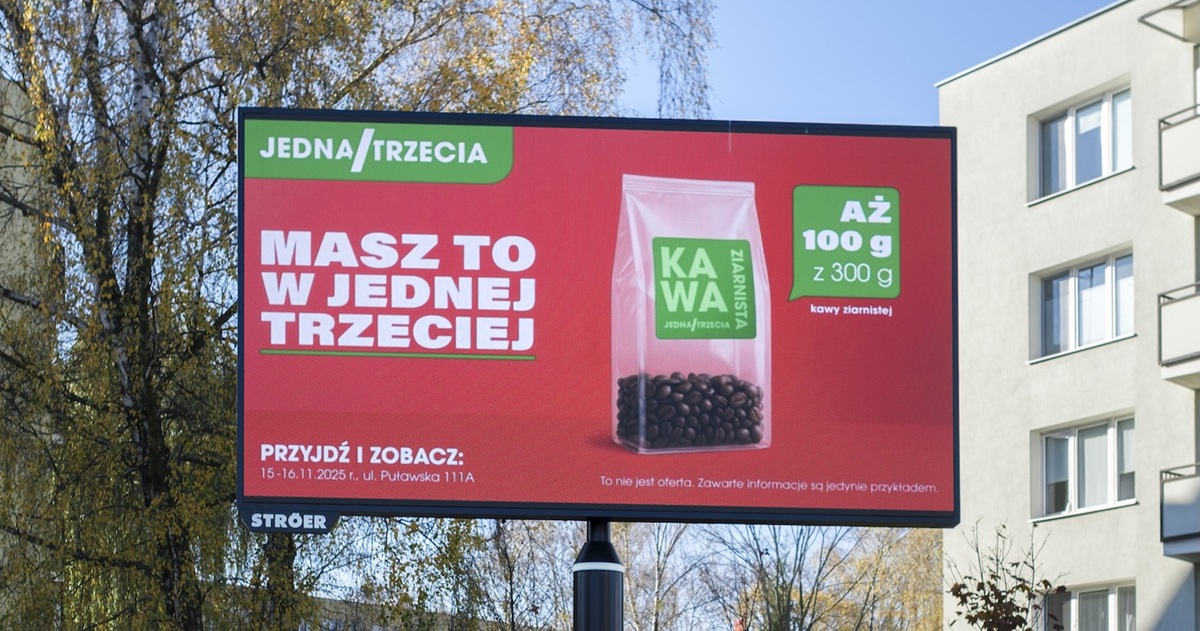 JEDNA/TRZECIA
MASZ TO
W JEDNEJ
TRZECIEJ
PRZYJDŹ I ZOBACZ:
15-16.11.2025 r., ul. Puławska 111A
KA
WA
ZIARNISTA
JEDNA/TRZECIA
AŻ
100 g
z 300 g
kawy ziarnistej
To nie jest oferta. Zawarte informacje są jedynie przykładem.
STRÖER